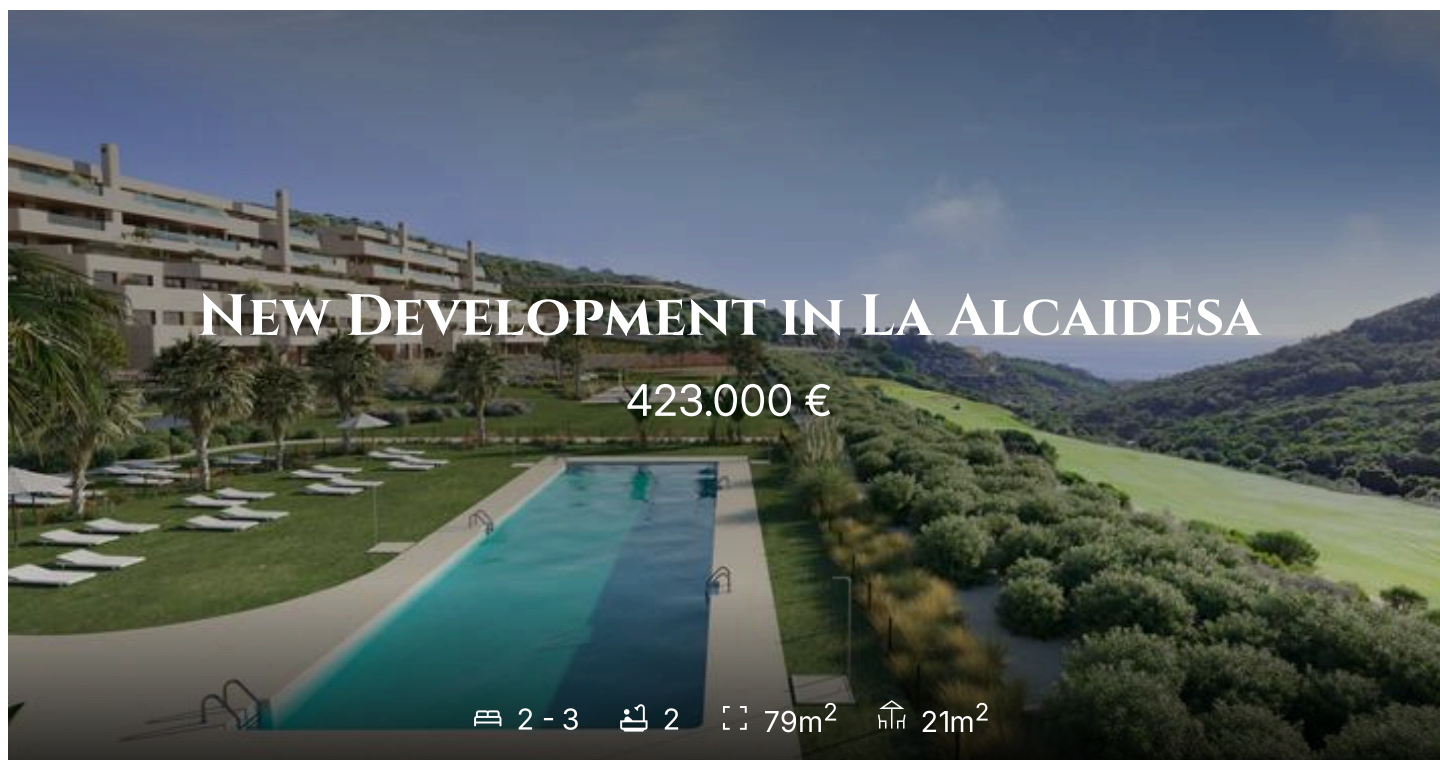 New Development in La Alcaidesa
423.000 €
2 - 3 2 79m² 21m²